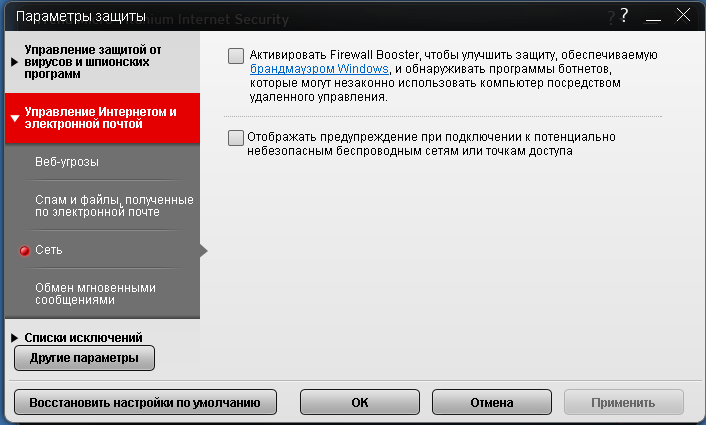 Параметры защиты
mium Internet Security
??
?
Управление защитой от
вирусов и шпионских
программ
Управление Интернетом и
электронной почтой
Веб-угрозы
Спам и файлы, полученные
по электронной почте
Сеть
Обмен мгновенными
сообщениями
Списки исключений
Другие параметры
Активировать Firewall Booster, чтобы улучшить защиту, обеспечиваемую
брандмауэром Windows, и обнаруживать программы ботнетов,
которые могут незаконно использовать компьютер посредством
удаленного управления.
Отображать предупреждение при подключении к потенциально
небезопасным беспроводным сетям или точкам доступа
Восстановить настройки по умолчанию
OK
Отмена
Применить